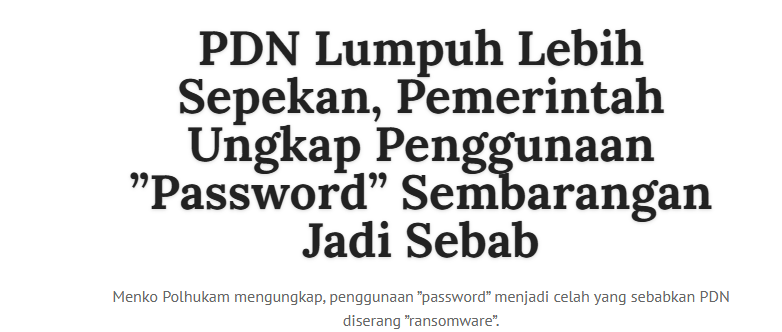 PDN Lumpuh Lebih
Sepekan, Pemerintah
Ungkap Penggunaan
”Password” Sembarangan
Jadi Sebab
Menko Polhukam mengungkap, penggunaan ”password” menjadi celah yang sebabkan PDN
diserang ”ransomware”.